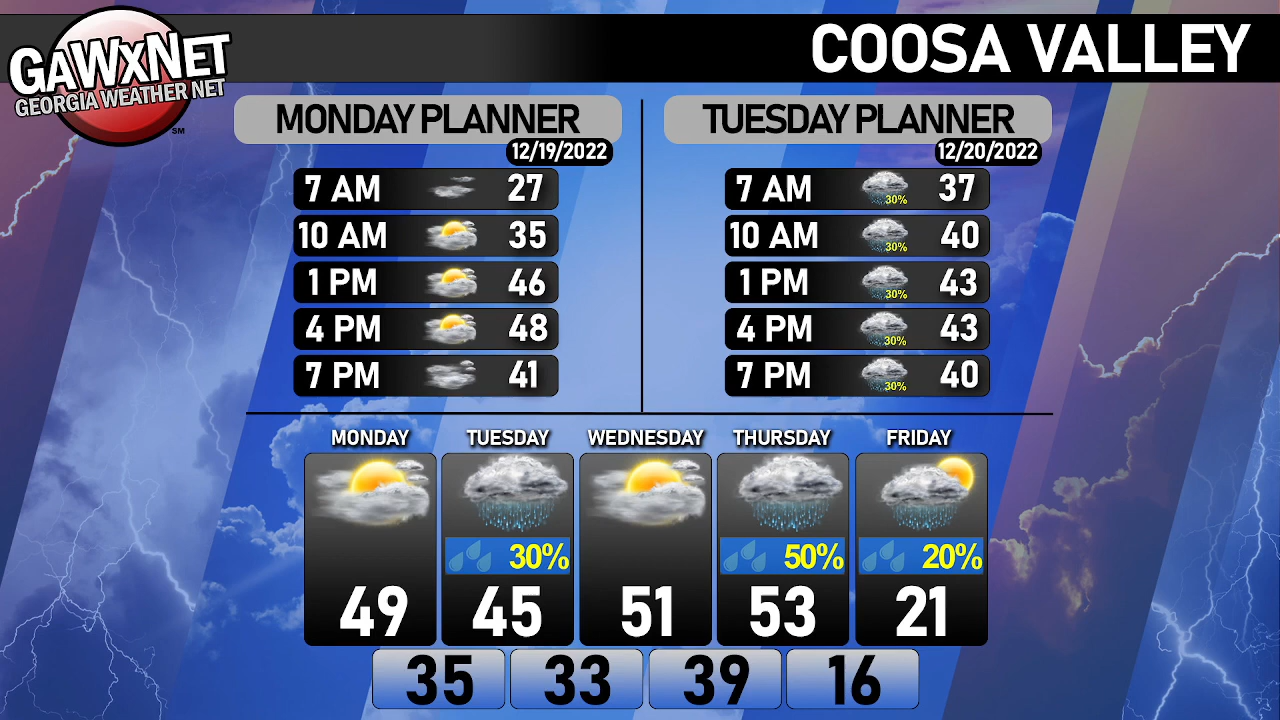 GAWxNET
GEORGIA WEATHER NET
SM
COOSA VALLEY
MONDAY PLANNER
12/19/2022
7 AM 27
10 AM 35
1 PM 46
4 PM 48
7 PM 41
TUESDAY PLANNER
12/20/2022
7 AM 30% 37
10 AM 30% 40
1 PM 30% 43
4 PM 30% 43
7 PM 30% 40
MONDAY TUESDAY WEDNESDAY THURSDAY FRIDAY
30% 50% 20%
49 45 51 53 21
35 33 39 16